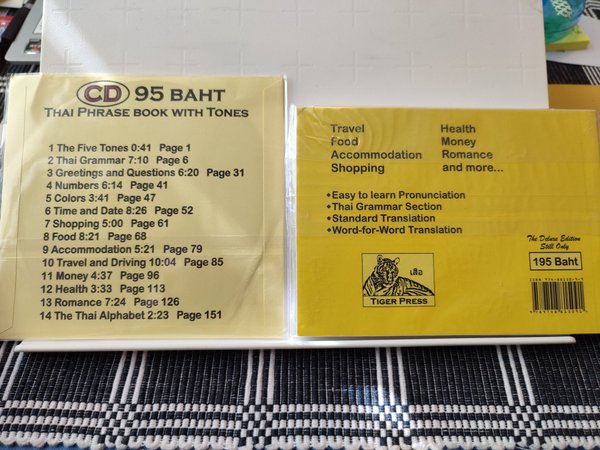 CD 95 BAHT
THAI PHRASE BOOK WITH TONES
1 The Five Tones 0:41 Page 1
2 Thai Grammar 7:10 Page 6
3 Greetings and Questions 6:20 Page 31
4 Numbers 6:14 Page 41
5 Colors 3:41 Page 47
6 Time and Date 8:26 Page 52
7 Shopping 5:00 Page 61
8 Food 8:21 Page 68
9 Accommodation 5:21 Page 79
10 Travel and Driving 10:04 Page 85
11 Money 4:37 Page 96
12 Health 3:33 Page 113
13 Romance 7:24 Page 126
14 The Thai Alphabet 2:23 Page 151
Travel Health
Food Money
Accommodation Romance
Shopping and more...
Easy to learn Pronunciation
Thai Grammar Section
Standard Translation
Word-for-Word Translation
The Deluxe Edition
Still Only
195 Baht
เสือ
TIGER PRESS
ISBN